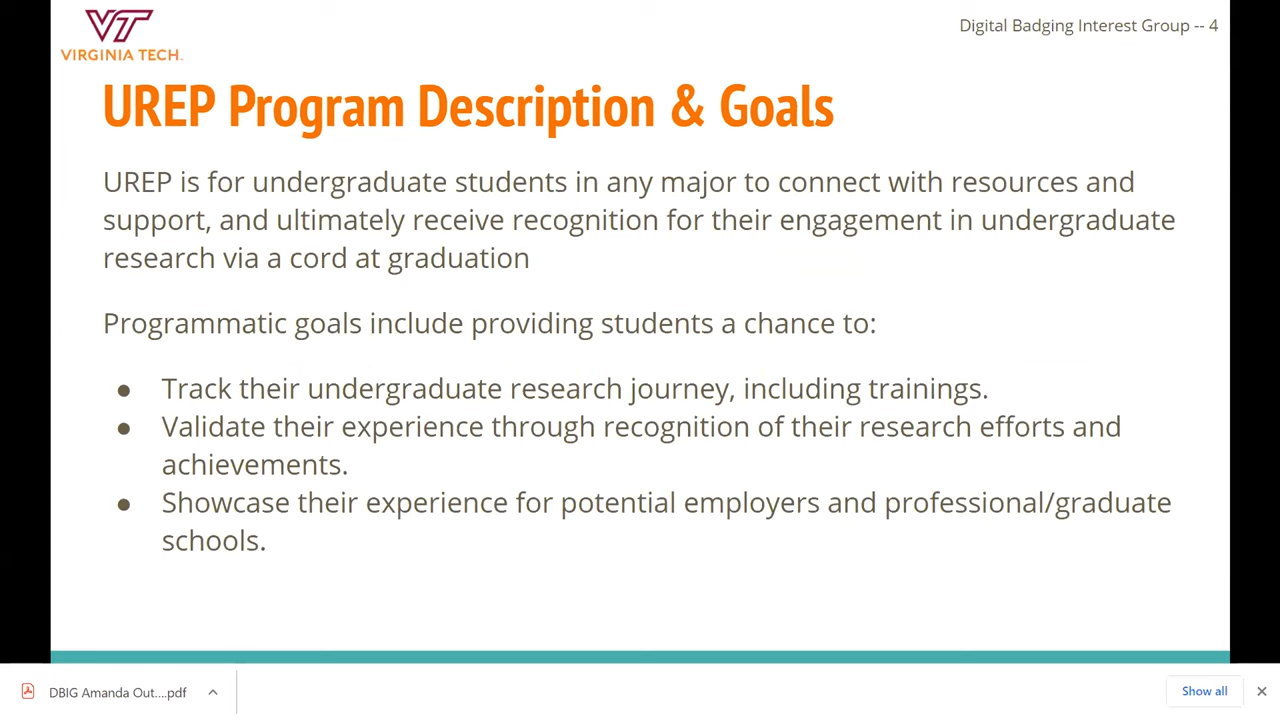 VT
VIRGINIA TECH.
Digital Badging Interest Group -- 4
UREP Program Description & Goals
UREP is for undergraduate students in any major to connect with resources and
support, and ultimately receive recognition for their engagement in undergraduate
research via a cord at graduation
Programmatic goals include providing students a chance to:
● Track their undergraduate research journey, including trainings.
● Validate their experience through recognition of their research efforts and
achievements.
● Showcase their experience for potential employers and professional/graduate
schools.
DBIG Amanda Out....pdf
Show all